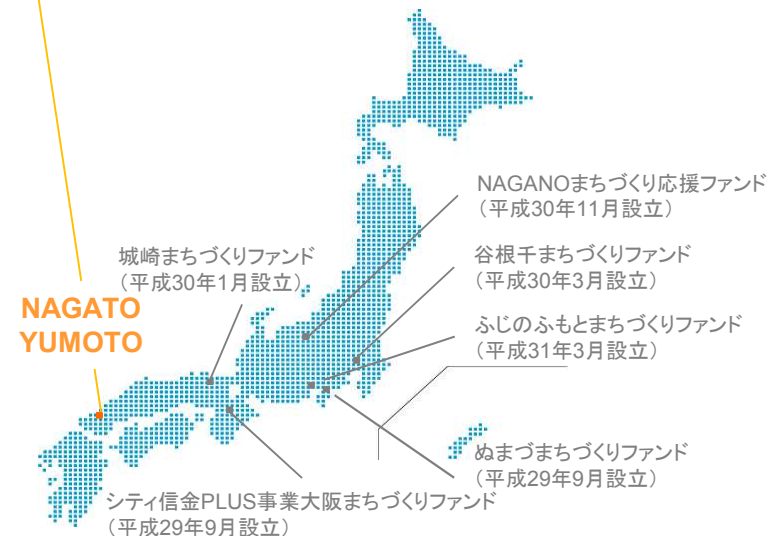 NAGANOまちづくり応援ファンド
（平成30年11月設立）
城崎まちづくりファンド
（平成30年1月設立）
谷根千まちづくりファンド
（平成30年3月設立）
NAGATO
YUMOTO
ふじのふもとまちづくりファンド
（平成31年3月設立）
ぬまづまちづくりファンド
（平成29年9月設立）
シティ信金PLUS事業大阪まちづくりファンド
（平成29年9月設立）